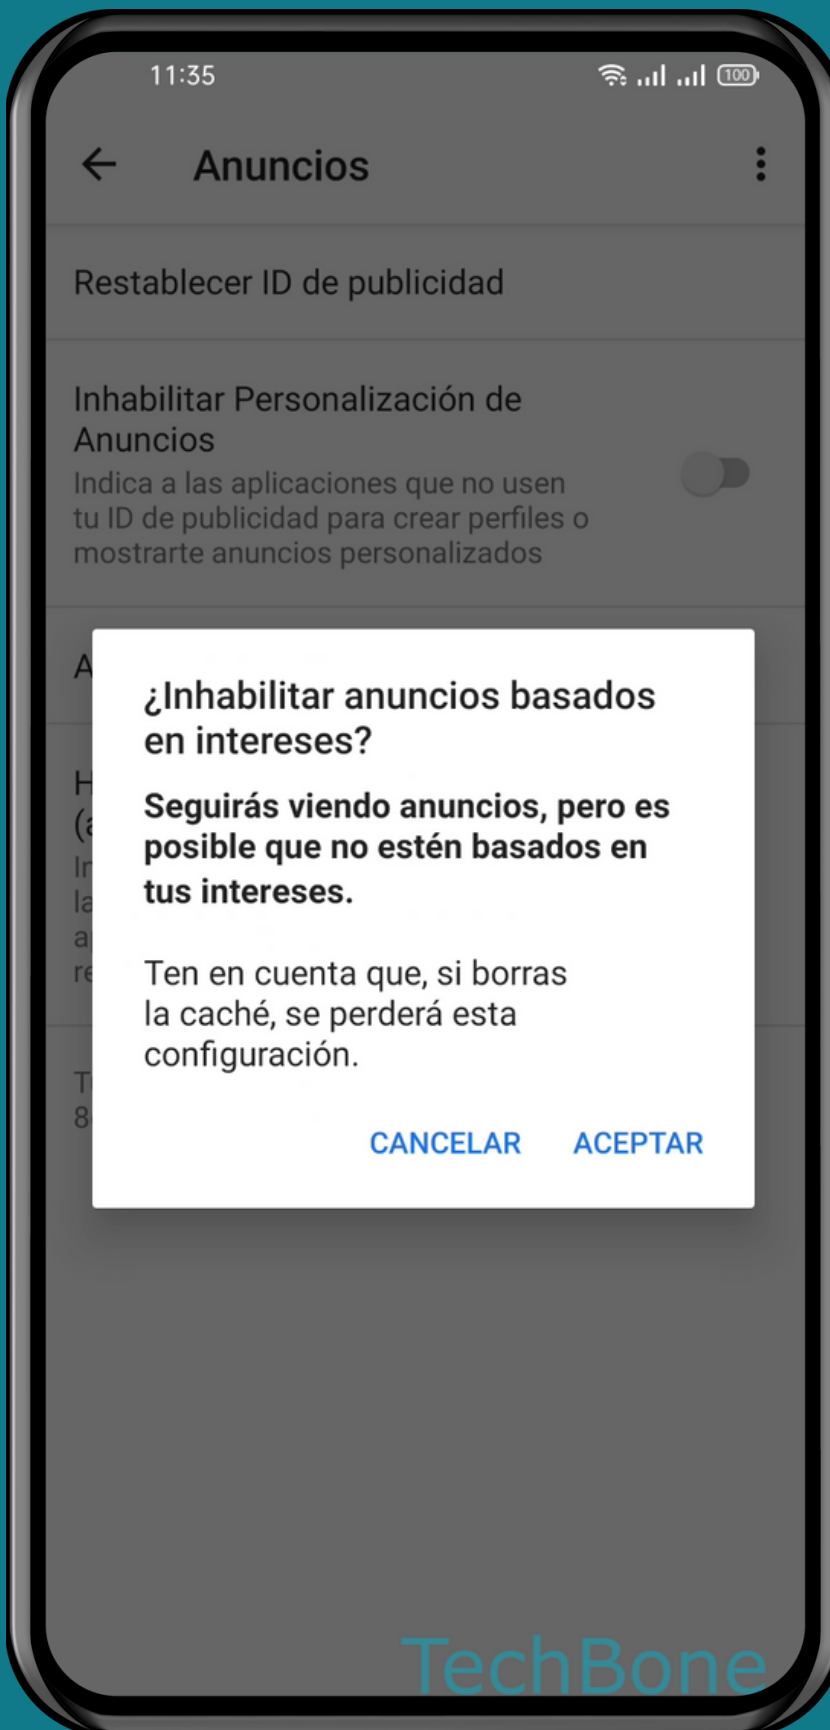 11:35
100
Anuncios
Restablecer ID de publicidad
Inhabilitar Personalización de
Anuncios
Indica a las aplicaciones que no usen
tu ID de publicidad para crear perfiles o
mostrarte anuncios personalizados
¿Inhabilitar anuncios basados
en intereses?
Seguirás viendo anuncios, pero es
posible que no estén basados en
tus intereses.
Ten en cuenta que, si borras
la caché, se perderá esta
configuración.
CANCELAR ACEPTAR
TechBone